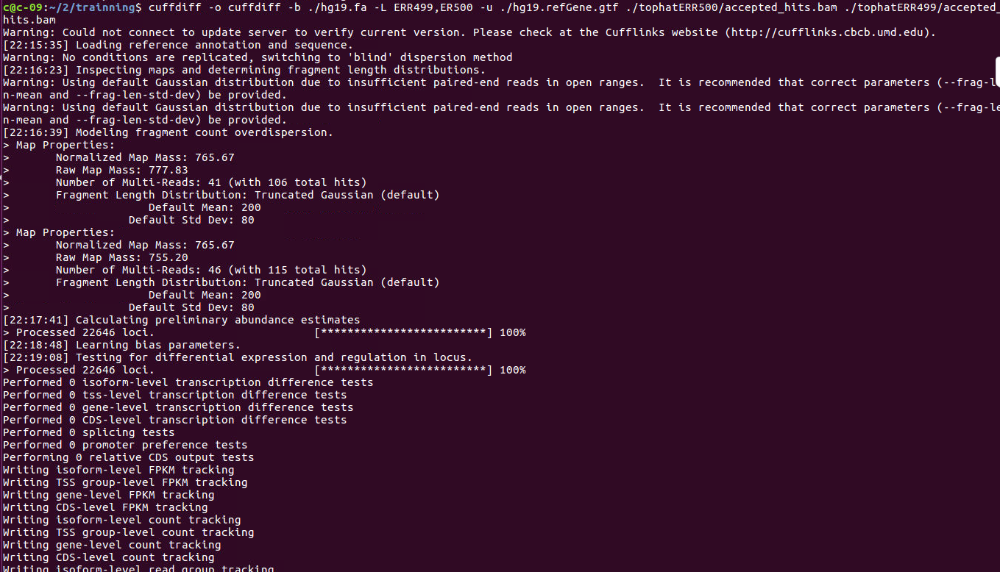 c@c-09:~/2/trainning$ cuffdiff -o cuffdiff -b ./hg19.fa -L ERR499,ER500 -u ./hg19.refGene.gtf ./tophatERR500/accepted_hits.bam ./tophatERR499/accepted_
hits.bam
Warning: Could not connect to update server to verify current version. Please check at the Cufflinks website (http://cufflinks.cbcb.umd.edu).
[22:15:35] Loading reference annotation and sequence.
Warning: No conditions are replicated, switching to 'blind' dispersion method
[22:16:23] Inspecting maps and determining fragment length distributions.
Warning: Using default Gaussian distribution due to insufficient paired-end reads in open ranges.  It is recommended that correct parameters (--frag-l
n-mean and --frag-len-std-dev) be provided.
Warning: Using default Gaussian distribution due to insufficient paired-end reads in open ranges.  It is recommended that correct parameters (--frag-le
n-mean and --frag-len-std-dev) be provided.
[22:16:39] Modeling fragment count overdispersion.
> Map Properties:
>       Normalized Map Mass: 765.67
>       Raw Map Mass: 777.83
>       Number of Multi-Reads: 41 (with 106 total hits)
>       Fragment Length Distribution: Truncated Gaussian (default)
>                     Default Mean: 200
>                  Default Std Dev: 80
> Map Properties:
>       Normalized Map Mass: 765.67
>       Raw Map Mass: 755.20
>       Number of Multi-Reads: 46 (with 115 total hits)
>       Fragment Length Distribution: Truncated Gaussian (default)
>                     Default Mean: 200
>                  Default Std Dev: 80
[22:17:41] Calculating preliminary abundance estimates
> Processed 22646 loci.                        [*************************] 100%
[22:18:48] Learning bias parameters.
[22:19:08] Testing for differential expression and regulation in locus.
> Processed 22646 loci.                        [*************************] 100%
Performed 0 isoform-level transcription difference tests
Performed 0 tss-level transcription difference tests
Performed 0 gene-level transcription difference tests
Performed 0 CDS-level transcription difference tests
Performed 0 splicing tests
Performed 0 promoter preference tests
Performing 0 relative CDS output tests
Writing isoform-level FPKM tracking
Writing TSS group-level FPKM tracking
Writing gene-level FPKM tracking
Writing CDS-level FPKM tracking
Writing isoform-level count tracking
Writing TSS group-level count tracking
Writing gene-level count tracking
Writing CDS-level count tracking
Writing isoform-level read group tracking